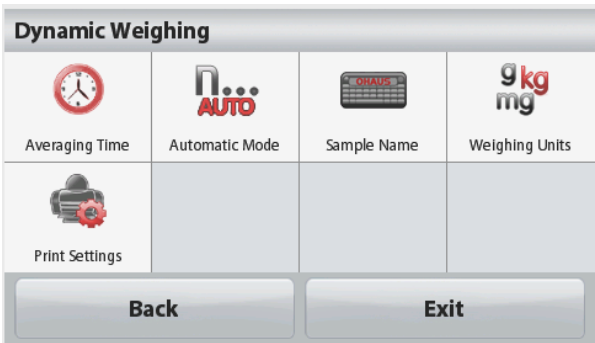 Dynamic Weighing
n...
AUTO
OHAUS
g kg
mg
Averaging Time
Automatic Mode
Sample Name
Weighing Units
Print Settings
Back
Exit